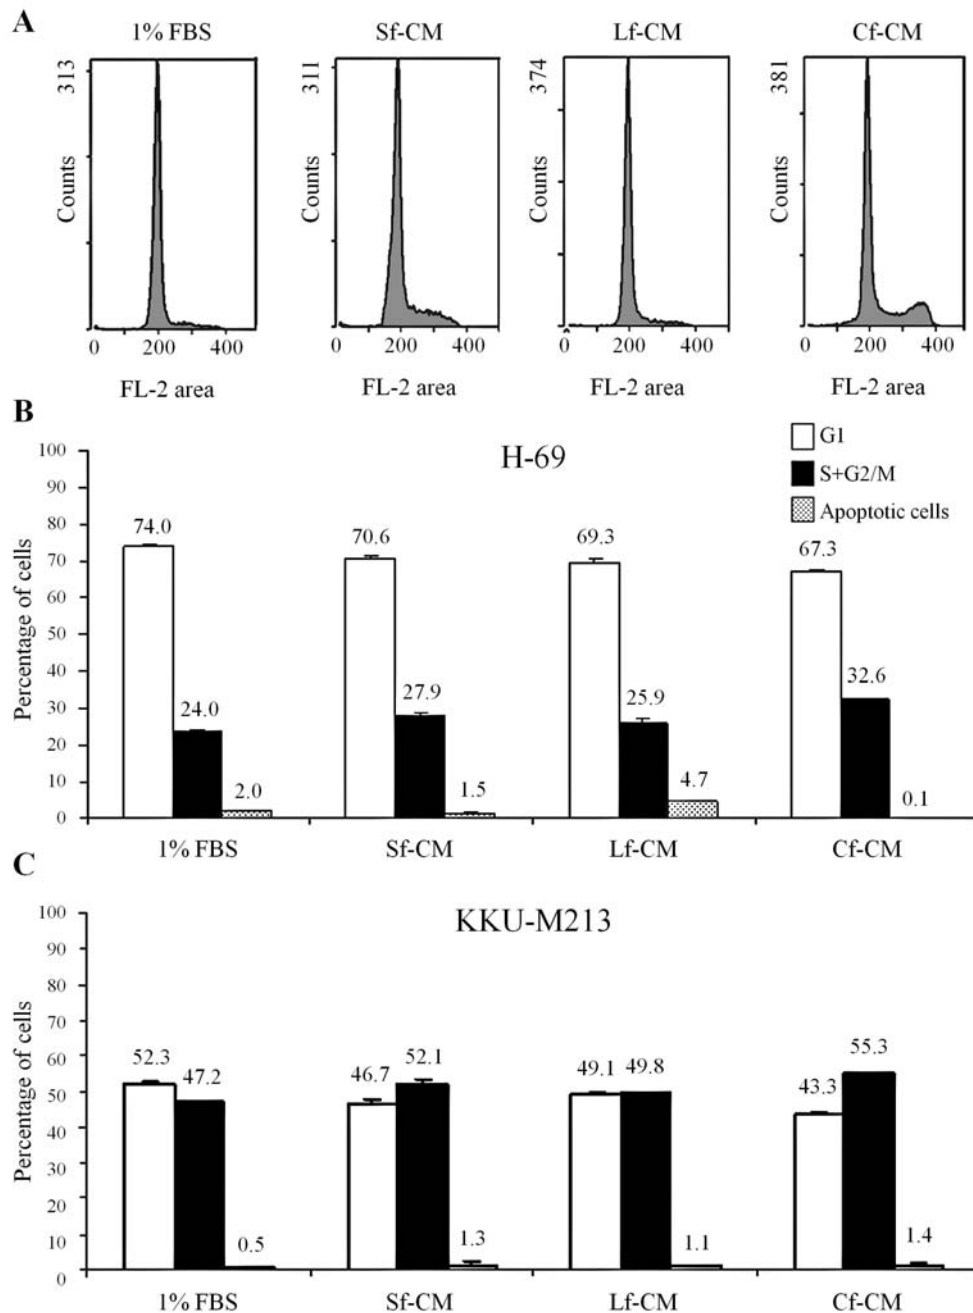 A
1% FBS
Sf-CM
Lf-CM
Cf-CM
313
311
374
381
Counts
Counts
Counts
Counts
0 200 400
0 200 400
0 200 400
0 200 400
FL-2 area
FL-2 area
FL-2 area
FL-2 area
B
H-69
G1
S+G2/M
Apoptotic cells
Percentage of cells
100
90
80
70
60
50
40
30
20
10
0
74.0
24.0
2.0
70.6
27.9
1.5
69.3
25.9
4.7
67.3
32.6
0.1
1% FBS
Sf-CM
Lf-CM
Cf-CM
C
KKU-M213
Percentage of cells
100
90
80
70
60
50
40
30
20
10
0
52.3
47.2
0.5
46.7
52.1
1.3
49.1
49.8
1.1
43.3
55.3
1.4
1% FBS
Sf-CM
Lf-CM
Cf-CM